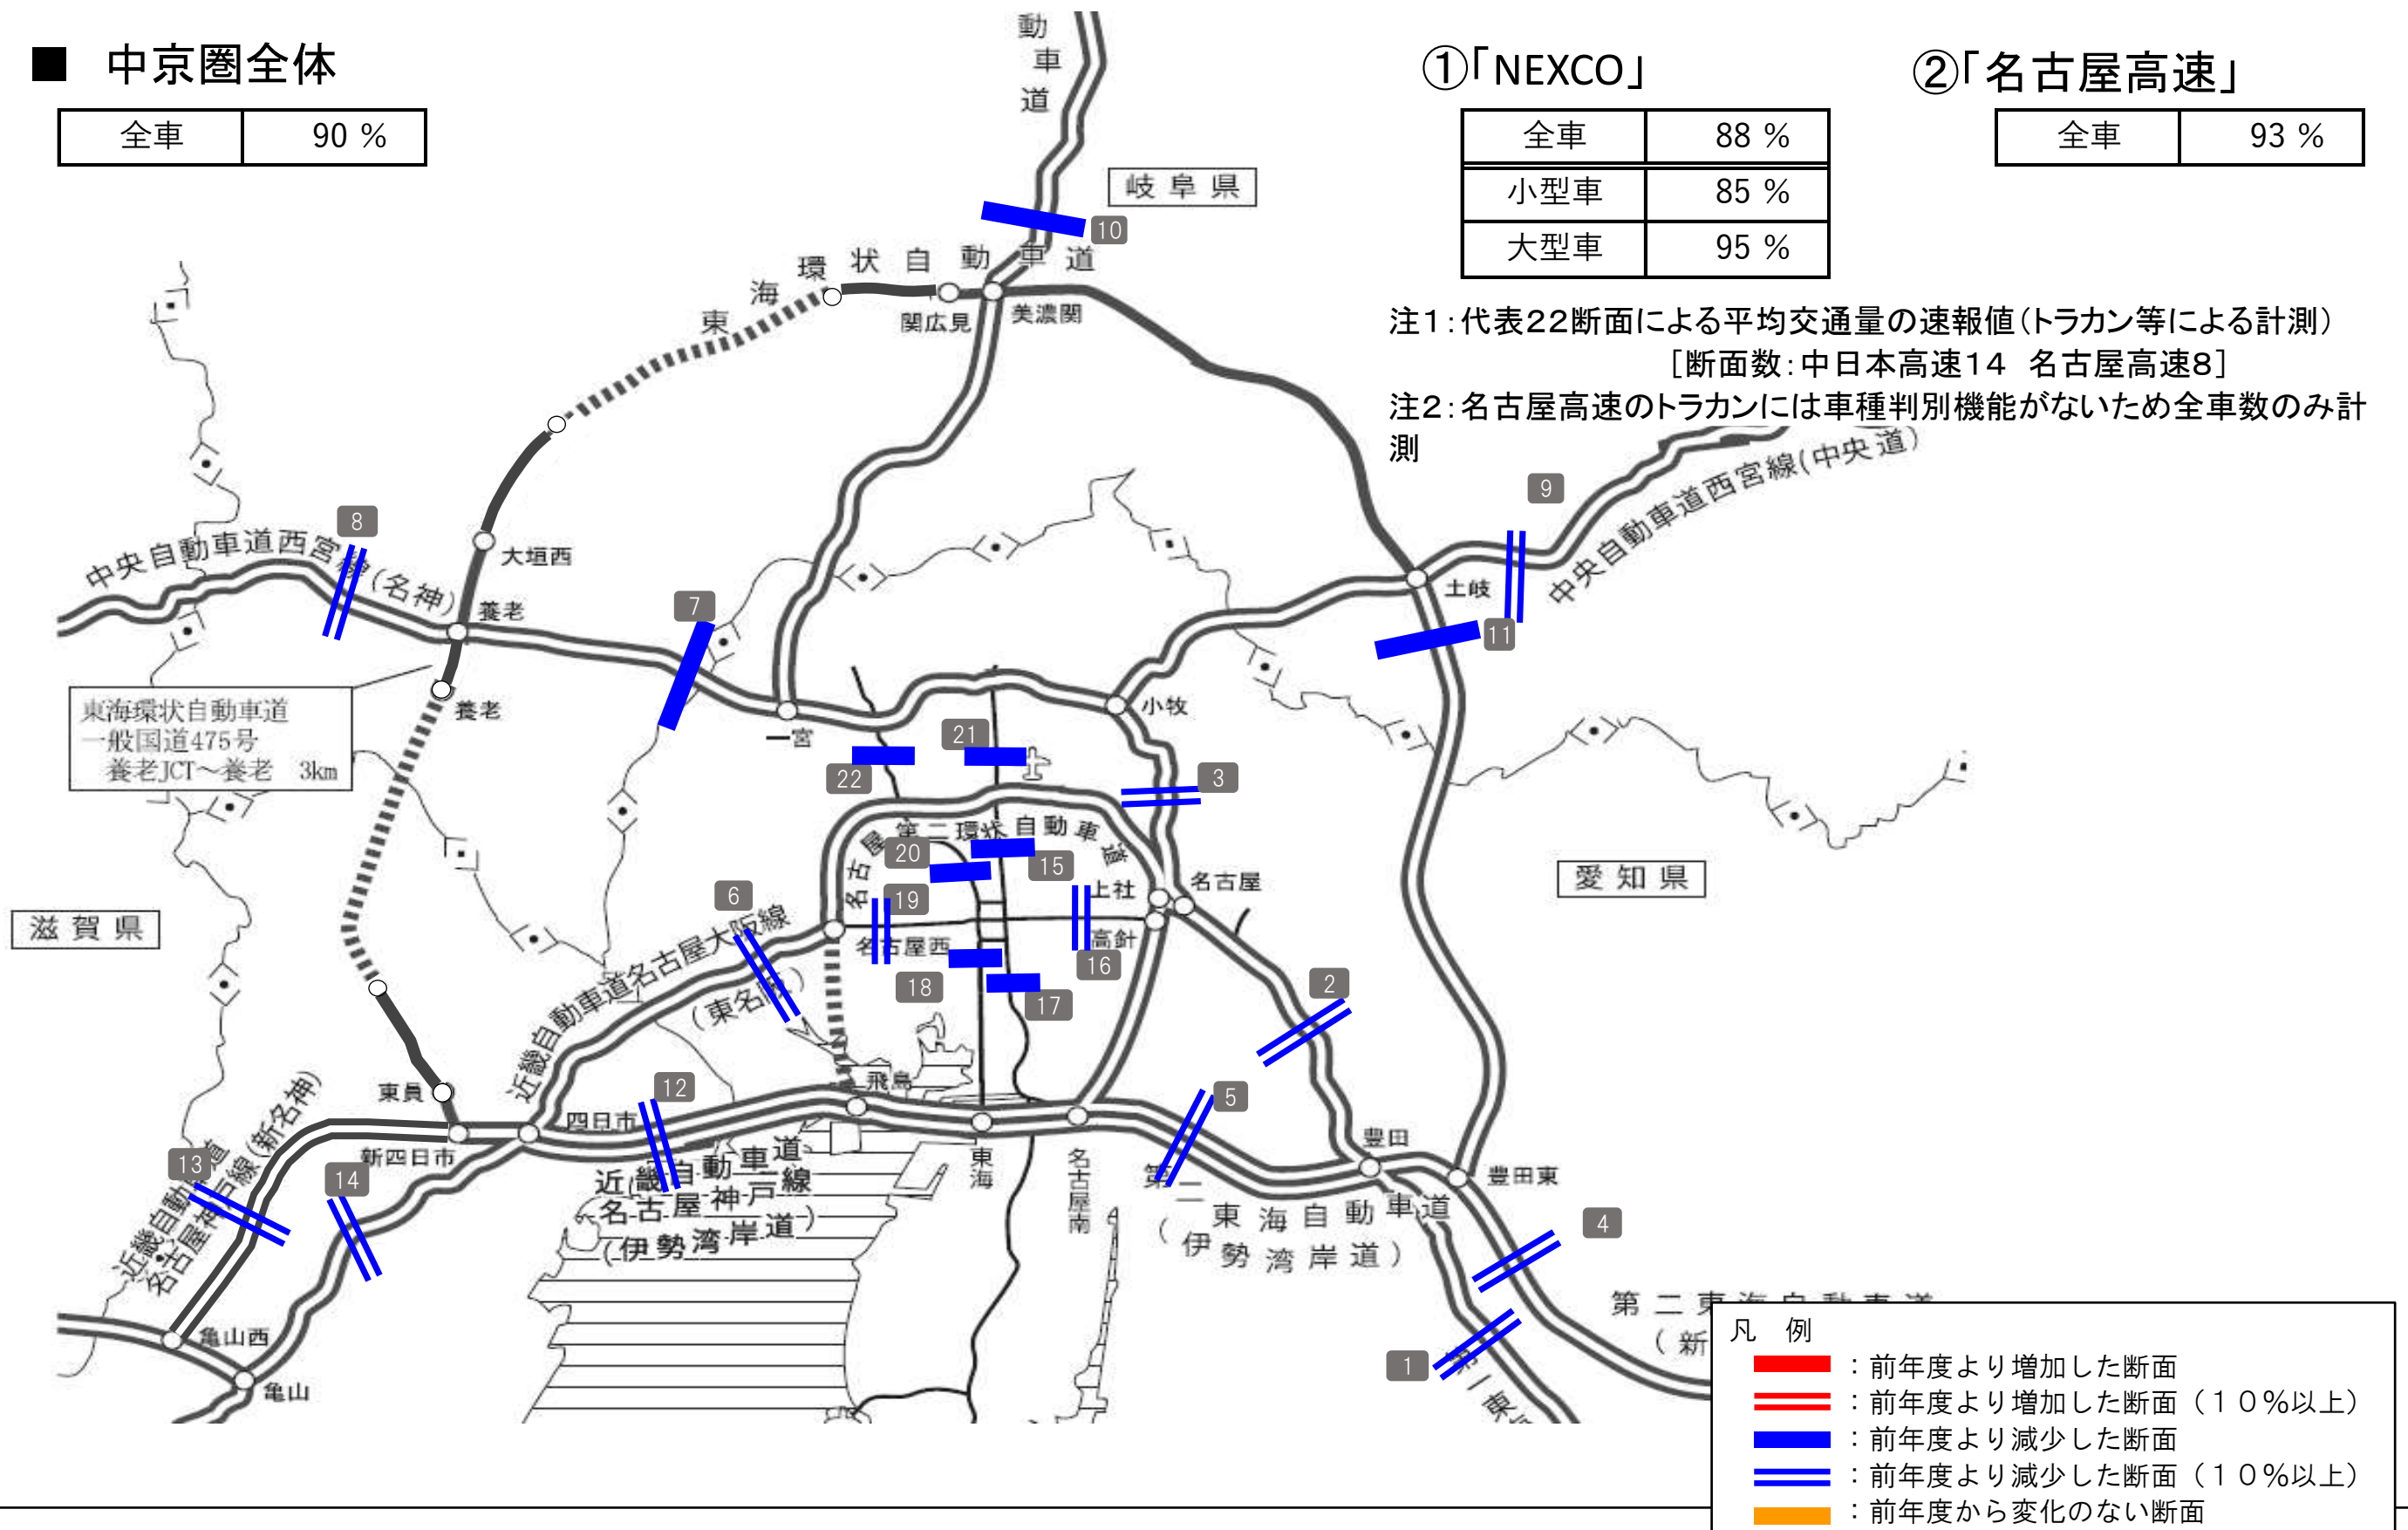 ■ 中京圏全体
全車 90 %
①「NEXCO」
全車 88 %
小型車 85 %
大型車 95 %
②「名古屋高速」
全車 93 %
注1：代表22断面による平均交通量の速報値（トラカン等による計測）
［断面数：中日本高速14 名古屋高速8］
注2：名古屋高速のトラカンには車種判別機能がないため全車数のみ計
測
動車道
岐阜県
10
東海環状自動車道
関広見
美濃関
9
中央自動車道西宮線(中央道)
8
中央自動車道西宮線(名神)
大垣西
養老
7
土岐
11
東海環状自動車道
一般国道475号
養老JCT～養老 3km
養老
一宮
小牧
21
22
3
名古屋第二環状自動車道
20
15
上社
名古屋
愛知県
6
19
滋賀県
名古屋西
高針
16
近畿自動車道名古屋大阪線
(東名阪)
18
17
2
飛島
東員
12
5
四日市
新四日市
豊田
豊田東
13
14
近畿自動車道
名古屋神戸線(新名神)
近畿自動車道
名古屋神戸線
(伊勢湾岸道)
東海
名古屋南
第二東海自動車道
(伊勢湾岸道)
4
亀山西
亀山
1
第二東海自動車道
(新
第一東
凡 例
：前年度より増加した断面
：前年度より増加した断面（１０％以上）
：前年度より減少した断面
：前年度より減少した断面（１０％以上）
：前年度から変化のない断面